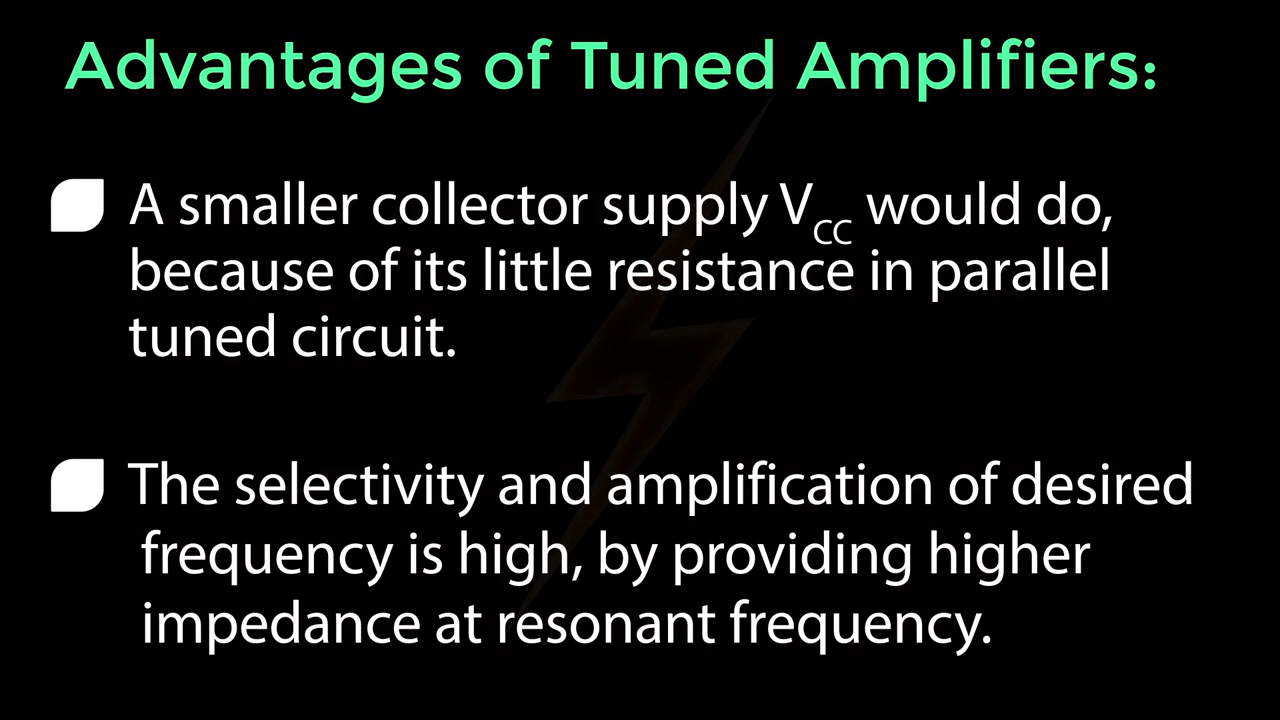 Advantages of Tuned Amplifiers:
A smaller collector supply VCC would do,
because of its little resistance in parallel
tuned circuit.
The selectivity and amplification of desired
frequency is high, by providing higher
impedance at resonant frequency.